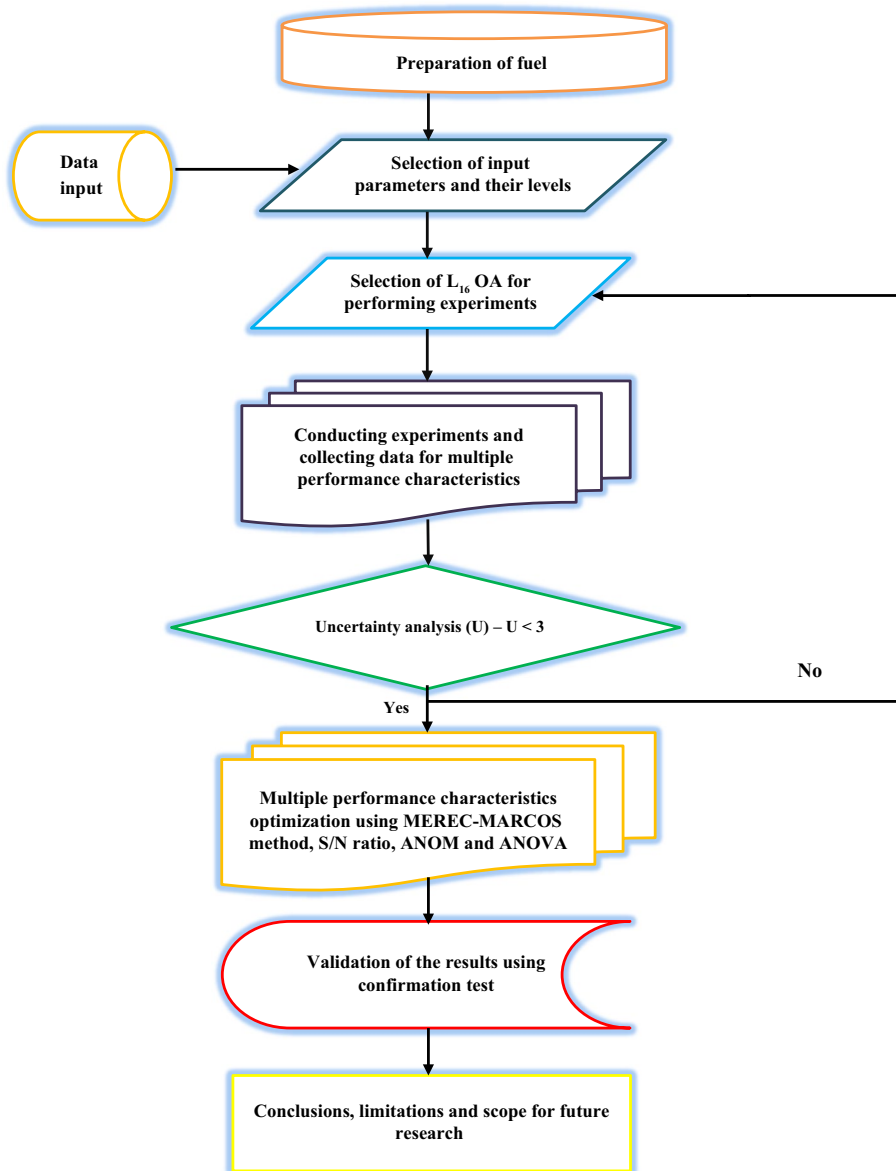 Preparation of fuel
Data
input
Selection of input
parameters and their levels
Selection of L₁₆ OA for
performing experiments
Conducting experiments and
collecting data for multiple
performance characteristics
Uncertainty analysis (U) – U < 3
No
Yes
Multiple performance characteristics
optimization using MEREC-MARCOS
method, S/N ratio, ANOM and ANOVA
Validation of the results using
confirmation test
Conclusions, limitations and scope for future
research